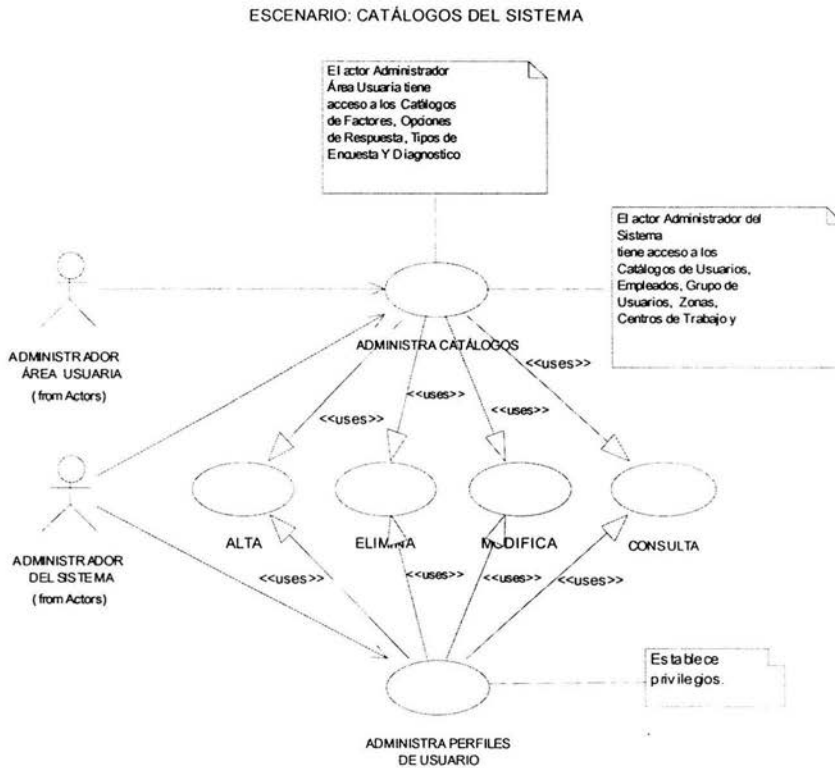 ESCENARIO: CATÁLOGOS DEL SISTEMA
El actor Administrador
Área Usuaria tiene
acceso a los Catálogos
de Factores, Opciones
de Respuesta, Tipos de
Encuesta Y Diagnostico
El actor Administrador del
Sistema
tiene acceso a los
Catálogos de Usuarios,
Empleados, Grupo de
Usuarios, Zonas,
Centros de Trabajo y
ADMINISTRADOR
ÁREA USUARIA
(from Actors)
ADMINISTRA CATÁLOGOS
<<uses>>
<<uses>>
<<uses>>
<<uses>>
ADMINISTRADOR
DEL SISTEMA
(from Actors)
ALTA
ELIMINA
MODIFICA
CONSULTA
<<uses>>
<<uses>>
<<uses>>
<<uses>>
Establece
privilegios.
ADMINISTRA PERFILES
DE USUARIO